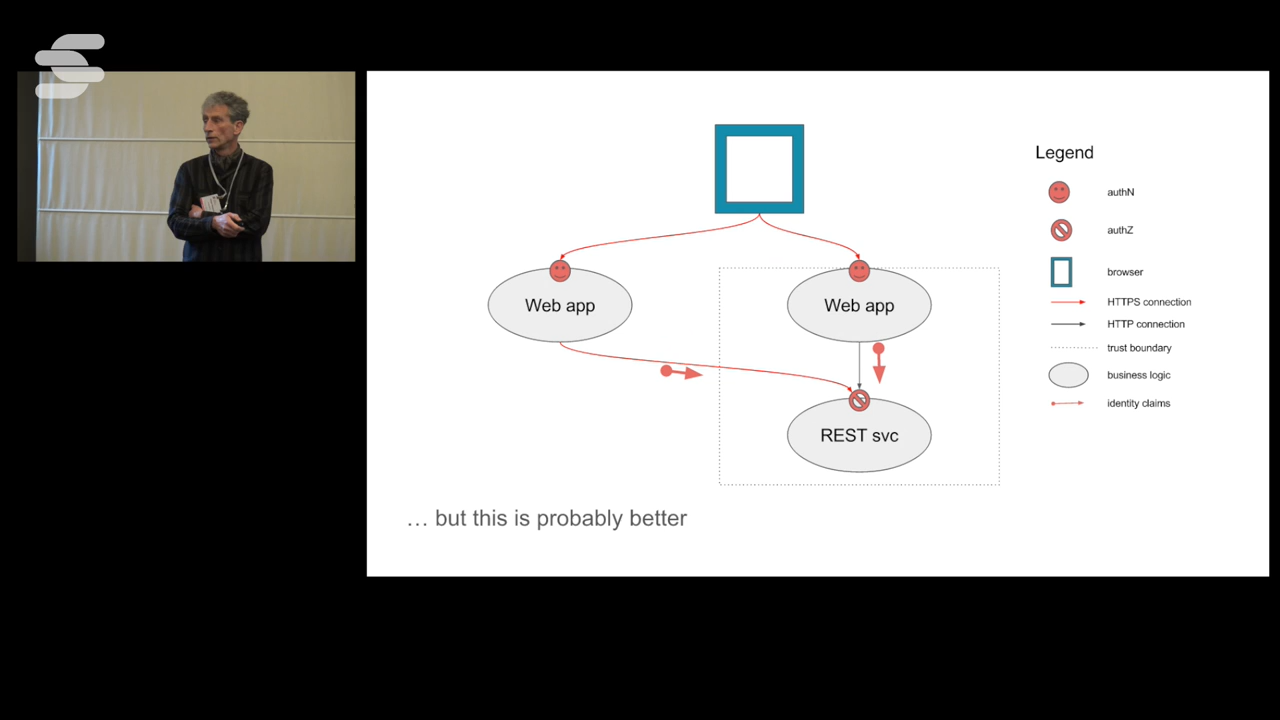 Legend
authN
authZ
browser
Web app
Web app
HTTPS connection
HTTP connection
trust boundary
business logic
identity claims
REST svc
… but this is probably better